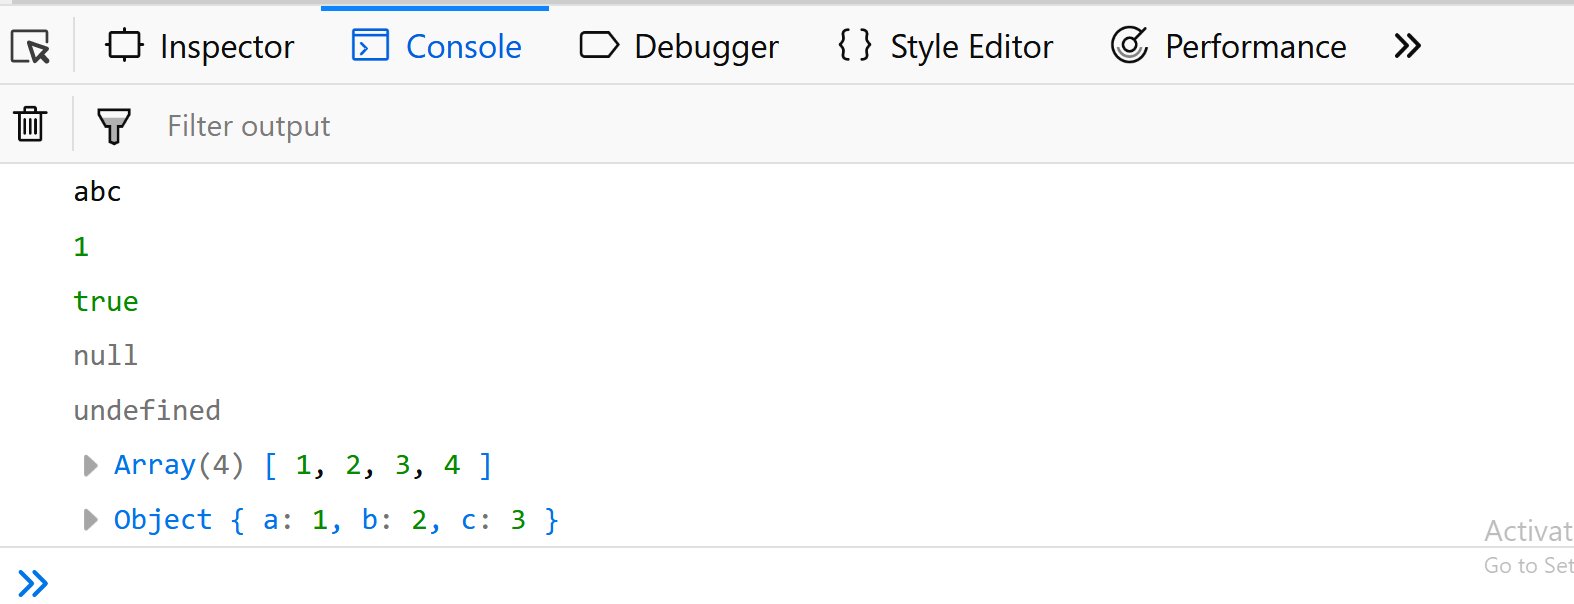 Inspector Console Debugger {} Style Editor Performance
Filter output
abc
1
true
null
undefined
Array(4) [ 1, 2, 3, 4 ]
Object { a: 1, b: 2, c: 3 }
Activat
Go to Set